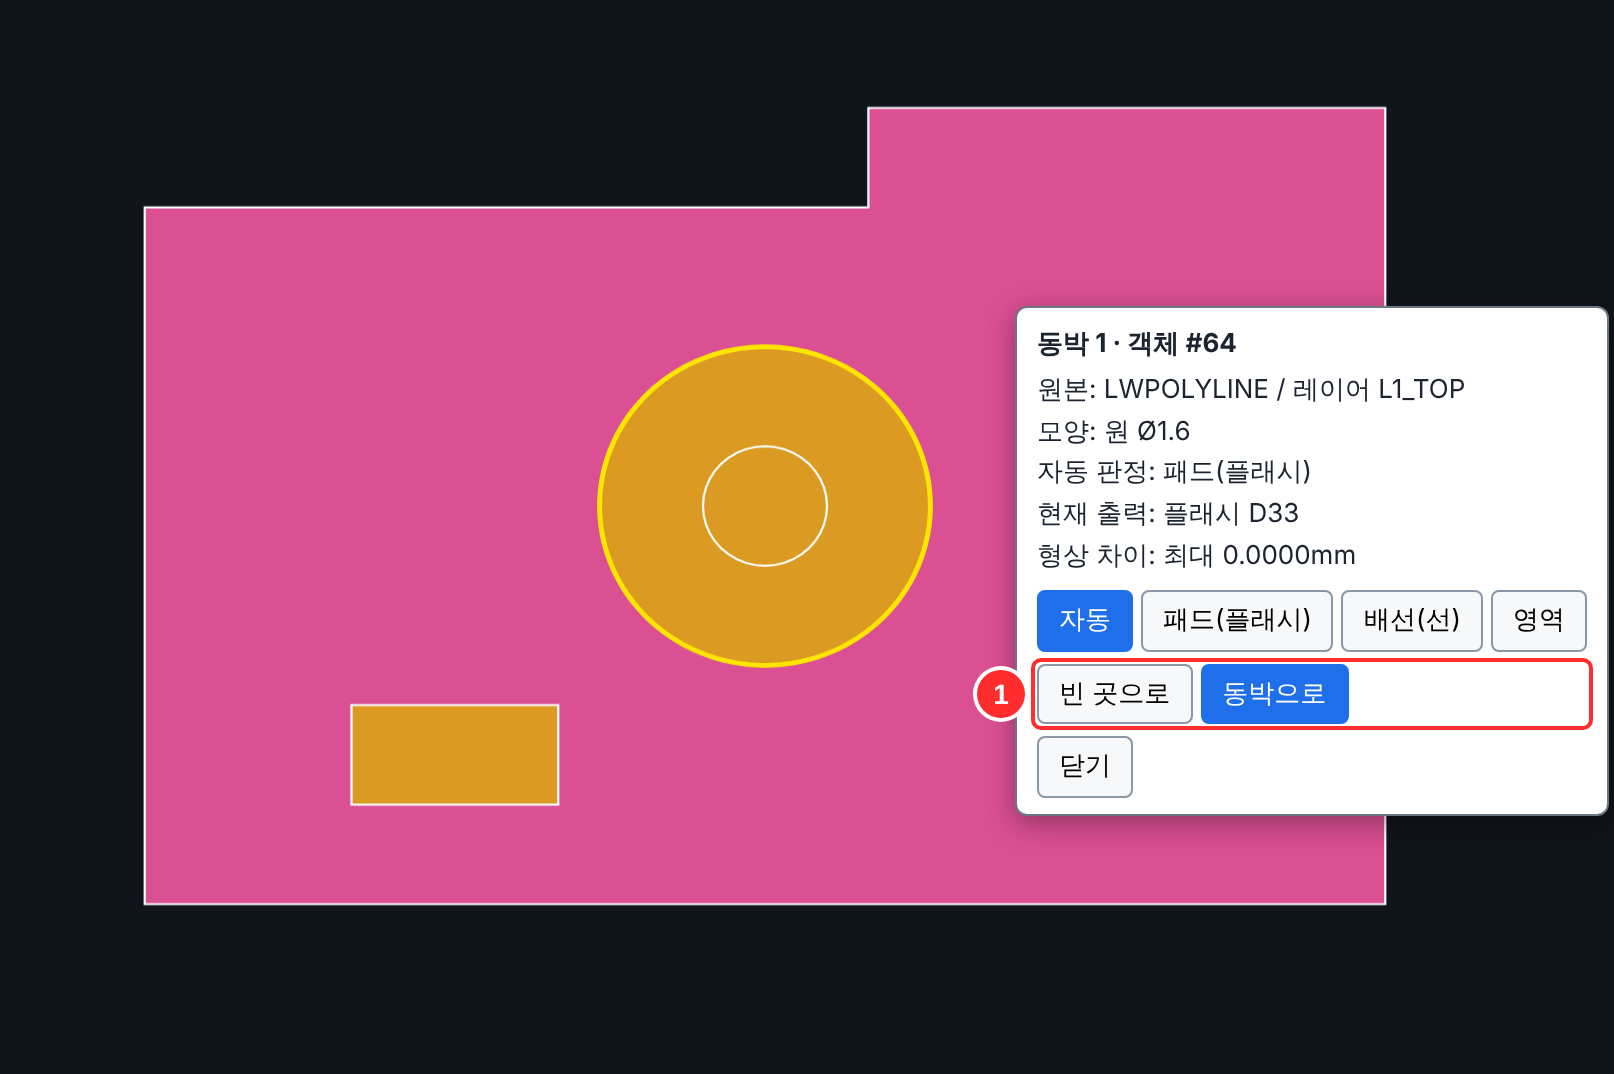 동박 1 · 객체 #64
원본: LWPOLYLINE / 레이어 L1_TOP
모양: 원 Ø1.6
자동 판정: 패드(플래시)
현재 출력: 플래시 D33
형상 차이: 최대 0.0000mm
자동 패드(플래시) 배선(선) 영역
1 빈 곳으로 동박으로
닫기